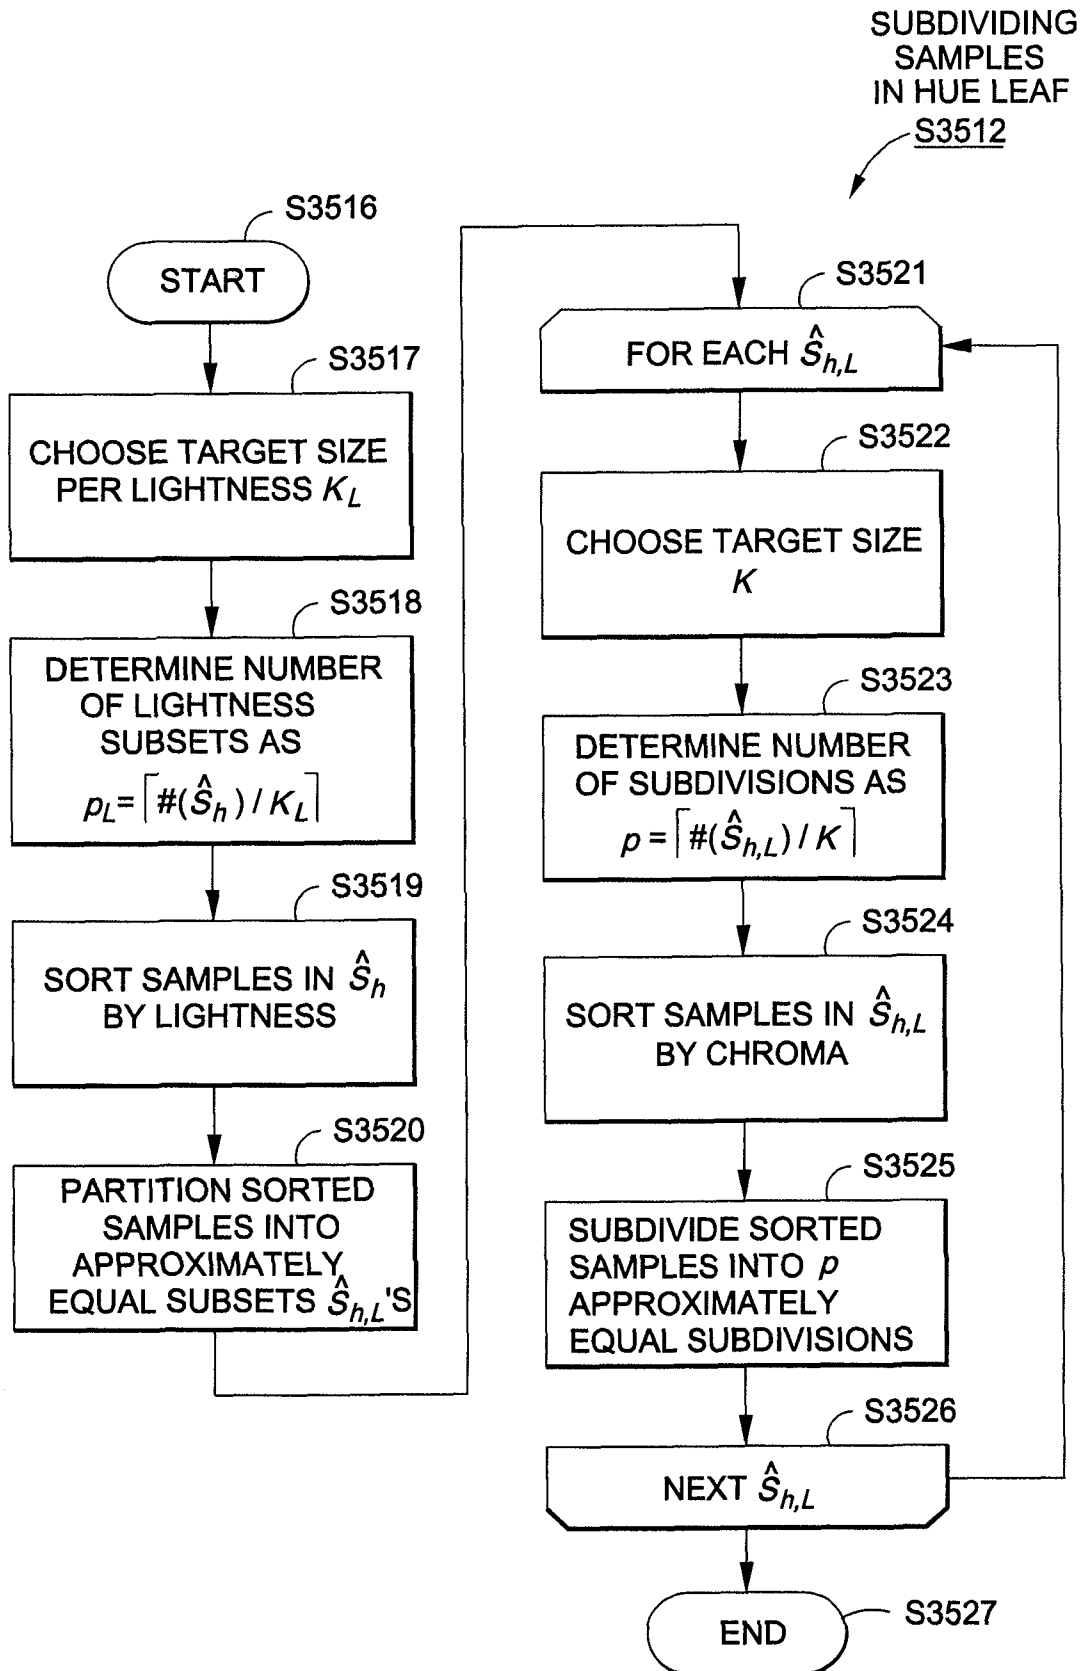 SUBDIVIDING
SAMPLES
IN HUE LEAF
S3512
S3516
START
S3517
CHOOSE TARGET SIZE
PER LIGHTNESS K_L
S3518
DETERMINE NUMBER
OF LIGHTNESS
SUBSETS AS
p_L=⌈#(Ŝ_h)/K_L⌉
S3519
SORT SAMPLES IN Ŝ_h
BY LIGHTNESS
S3520
PARTITION SORTED
SAMPLES INTO
APPROXIMATELY
EQUAL SUBSETS Ŝ_h,L'S
S3521
FOR EACH Ŝ_h,L
S3522
CHOOSE TARGET SIZE
K
S3523
DETERMINE NUMBER
OF SUBDIVISIONS AS
p=⌈#(Ŝ_h,L)/K⌉
S3524
SORT SAMPLES IN Ŝ_h,L
BY CHROMA
S3525
SUBDIVIDE SORTED
SAMPLES INTO p
APPROXIMATELY
EQUAL SUBDIVISIONS
S3526
NEXT Ŝ_h,L
END
S3527